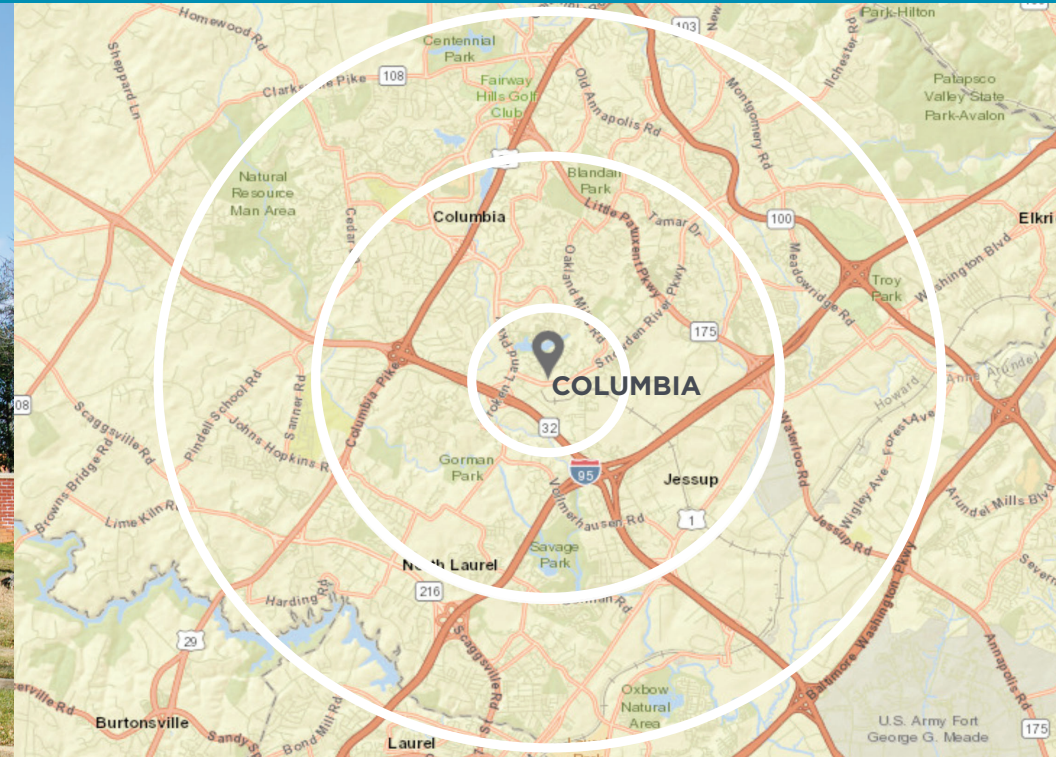 Homewood Rd
Sheppard Ln
108
Centennial
Park
Fairway
Hills Golf
Club
103
New
Park-Hilton
Ilchester Rd
Patapsco
Valley State
Park-Avalon
Old Annapolis Rd
Montgomery Rd
Natural
Resource
Man Area
Blandair
Park
Columbia
Cedar
Little Patuxent Pkwy
Tamar Dr
100
Elkri
Oakland Mills Rd
Snowden River Pkwy
Meadowridge Rd
Washington Blvd
Troy
Park
175
COLUMBIA
Howard
Anne Arundel
08
Scaggsville Rd
Pindell School Rd
Sanner Rd
Columbia Pike
Johns Hopkins R
32
95
Gorman
Park
Jessup
1
Vollmerhausen Rd
Waterloo Rd
Wigley Ave
Forest Ave
Arundel Mills Blvd
Browns Bridge Rd
Lime Kiln R
Jessup Rd
Savage
Park
North Laurel
216
Harding Rd
29
Scaggsville Rd
Baltimore Washington Pkwy
Annapolis Rd
Oxbow
Natural
Area
Burtonsville
Bond Mill Rd
Laurel
U.S. Army Fort
George G. Meade
175